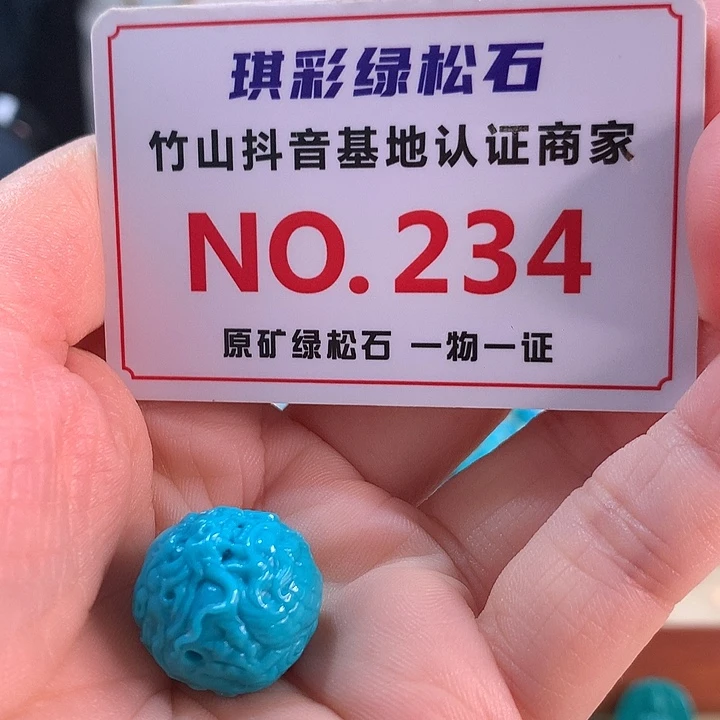 琪彩绿松石
竹山抖音基地认证商家
NO.234
原矿绿松石 一物一证